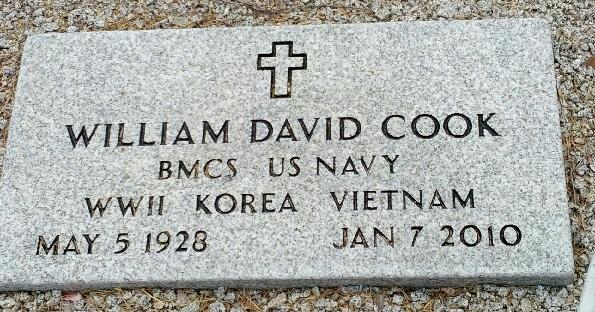 WILLIAM DAVID COOK
BMCS US NAVY
WWII KOREA VIETNAM
MAY 5 1928 JAN 7 2010